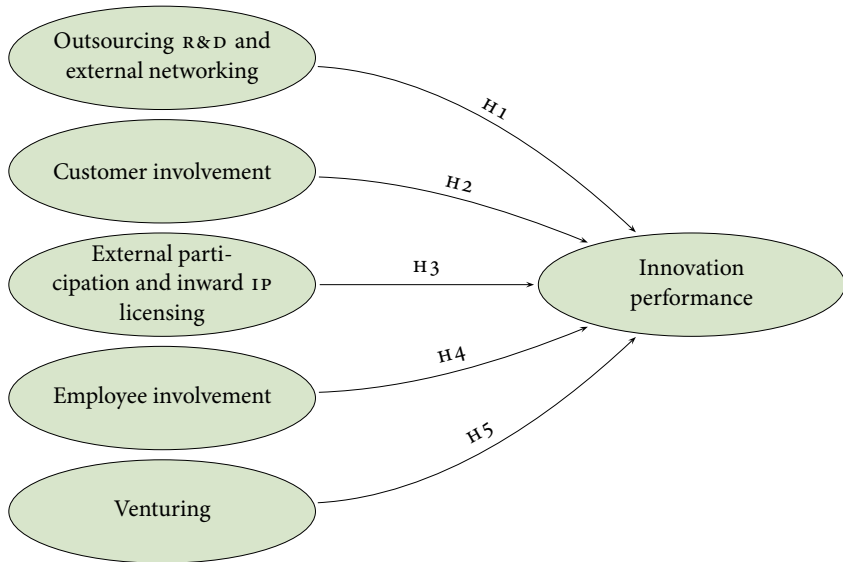 Outsourcing R&D and
external networking
H1
Customer involvement
H2
External parti-
cipation and inward IP
licensing
H3
Innovation
performance
Employee involvement
H4
Venturing
H5